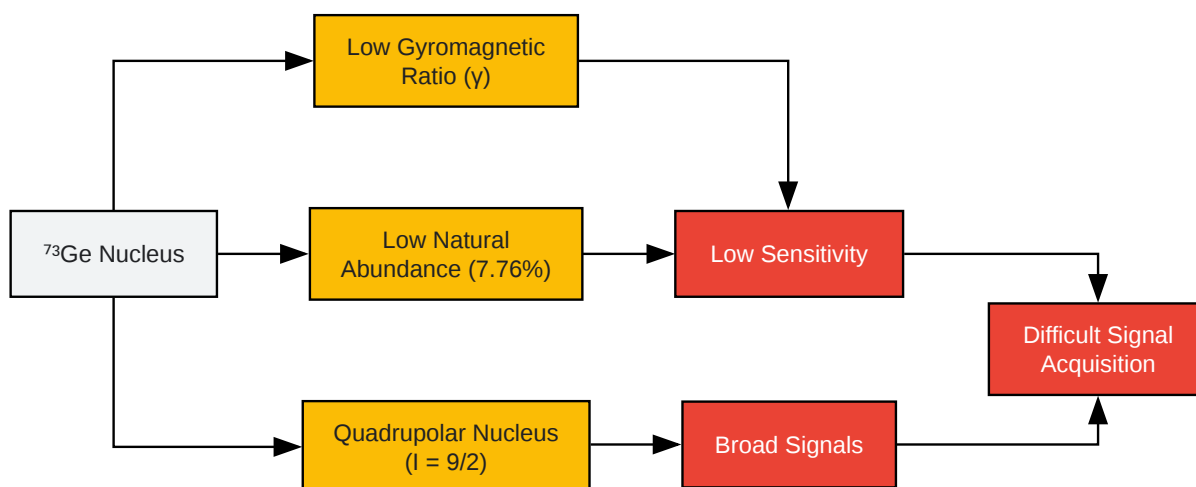 Low Gyromagnetic
Ratio (γ)
⁷³Ge Nucleus
Low Natural
Abundance (7.76%)
Low Sensitivity
Difficult Signal
Acquisition
Quadrupolar Nucleus
(I = 9/2)
Broad Signals